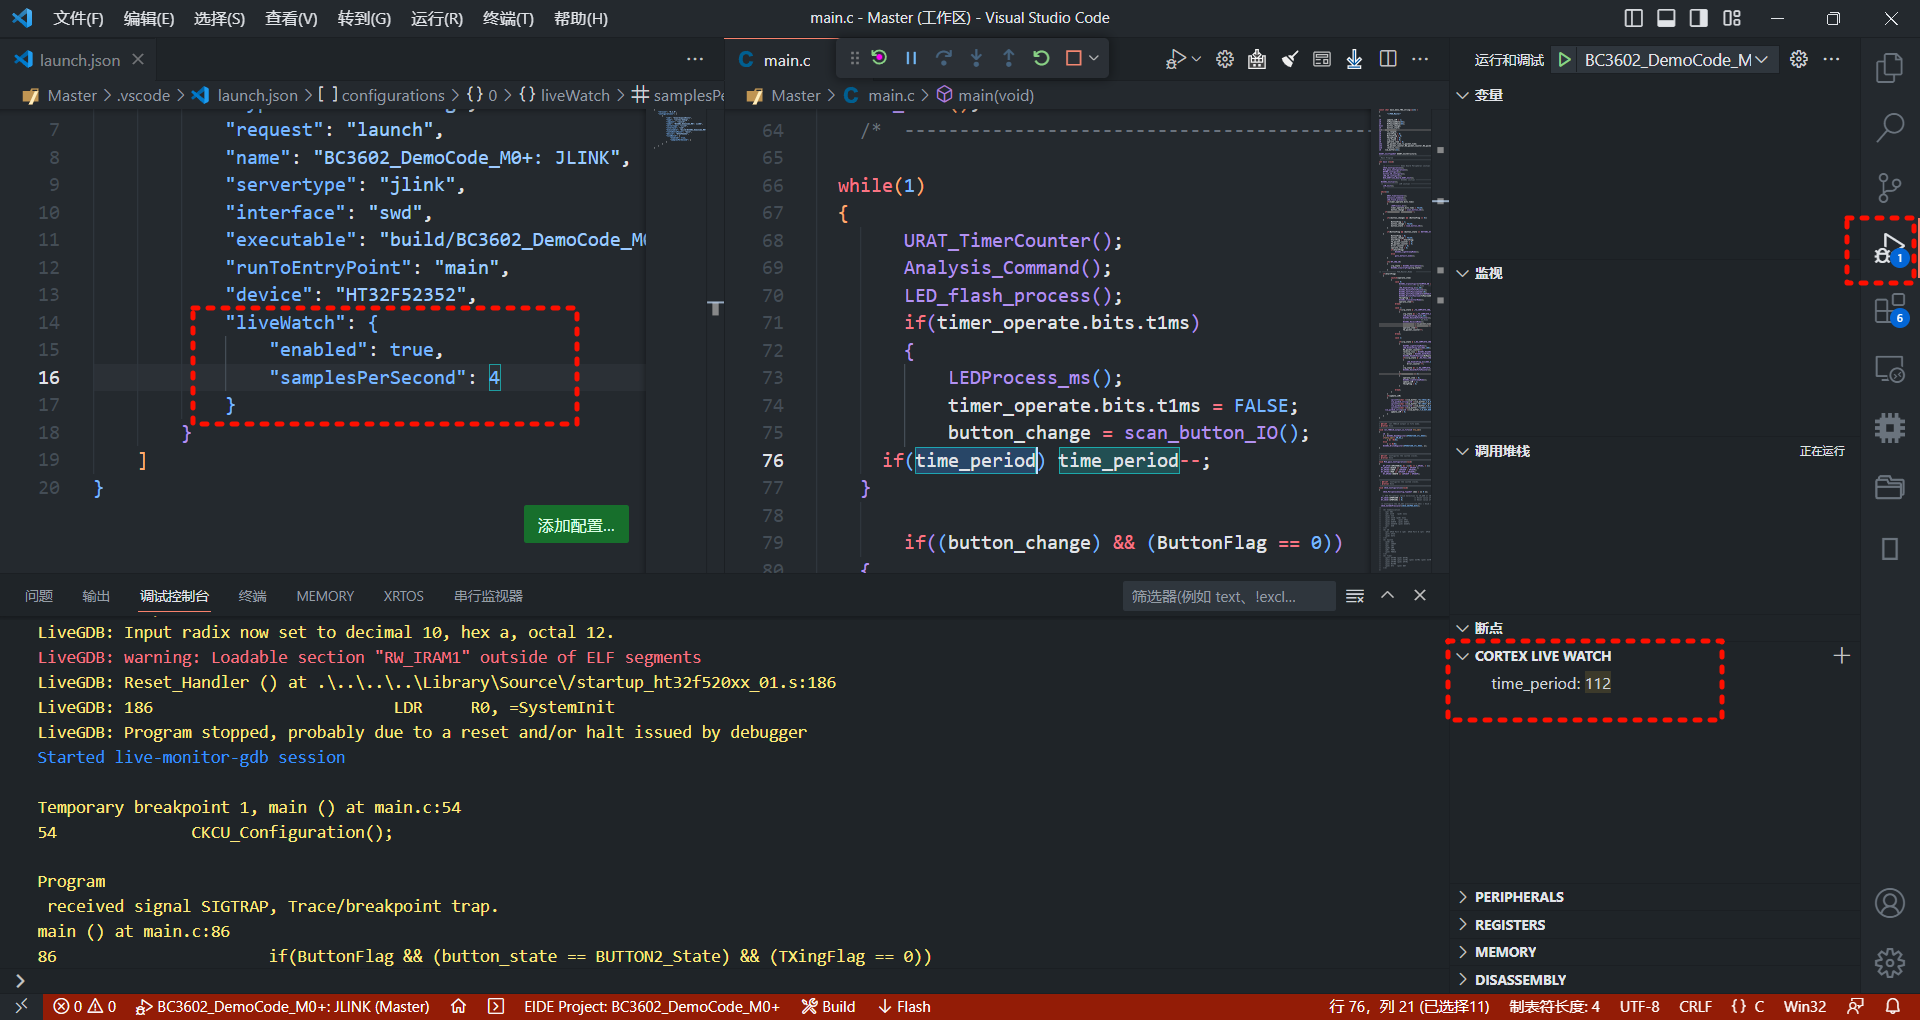 文件(F) 编辑(E) 选择(S) 查看(V) 转到(G) 运行(R) 终端(T) 帮助(H)
main.c - Master (工作区) - Visual Studio Code
launch.json
Master > .vscode > launch.json > [ ] configurations > {} 0 > {} liveWatch > samplesPe
7 "request": "launch",
8 "name": "BC3602_DemoCode_M0+: JLINK",
9 "servertype": "jlink",
10 "interface": "swd",
11 "executable": "build/BC3602_DemoCode_M0
12 "runToEntryPoint": "main",
13 "device": "HT32F52352",
14 "liveWatch": {
15 "enabled": true,
16 "samplesPerSecond": 4
17 }
18 }
19 ]
20 }
添加配置...
main.c
Master > C main.c > main(void)
64 /* ------------------------------------------
65
66 while(1)
67 {
68 URAT_TimerCounter();
69 Analysis_Command();
70 LED_flash_process();
71 if(timer_operate.bits.t1ms)
72 {
73 LEDProcess_ms();
74 timer_operate.bits.t1ms = FALSE;
75 button_change = scan_button_IO();
76 if(time_period) time_period--;
77 }
78
79 if((button_change) && (ButtonFlag == 0))
80 {
运行和调试 BC3602_DemoCode_M
变量
监视
调用堆栈 正在运行
断点
CORTEX LIVE WATCH
time_period: 112
PERIPHERALS
REGISTERS
MEMORY
DISASSEMBLY
1
6
问题 输出 调试控制台 终端 MEMORY XRTOS 串行监视器
筛选器(例如 text、!excl...
LiveGDB: Input radix now set to decimal 10, hex a, octal 12.
LiveGDB: warning: Loadable section "RW_IRAM1" outside of ELF segments
LiveGDB: Reset_Handler () at .\..\..\..\Library\Source\/startup_ht32f520xx_01.s:186
LiveGDB: 186 LDR R0, =SystemInit
LiveGDB: Program stopped, probably due to a reset and/or halt issued by debugger
Started live-monitor-gdb session
Temporary breakpoint 1, main () at main.c:54
54 CKCU_Configuration();
Program
received signal SIGTRAP, Trace/breakpoint trap.
main () at main.c:86
86 if(ButtonFlag && (button_state == BUTTON2_State) && (TXingFlag == 0))
0 0 BC3602_DemoCode_M0+: JLINK (Master) EIDE Project: BC3602_DemoCode_M0+ Build Flash
行 76，列 21 (已选择11) 制表符长度: 4 UTF-8 CRLF {} C Win32